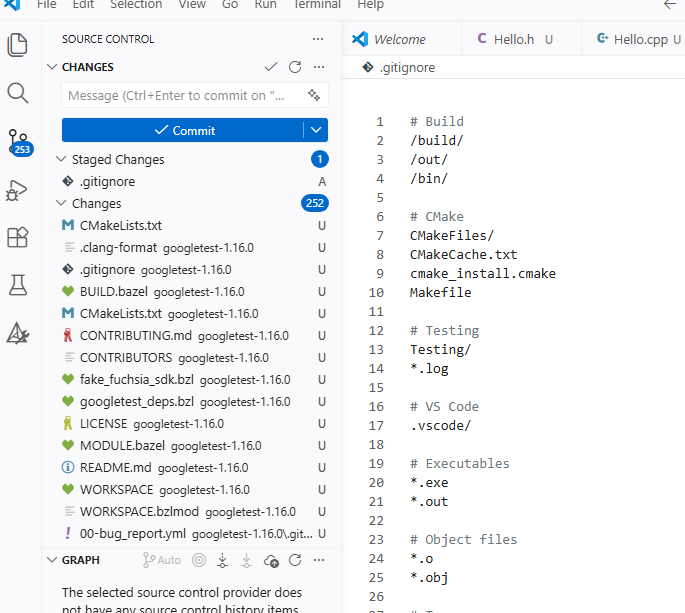 File Edit Selection View Go Run Terminal Help
SOURCE CONTROL
CHANGES
Message (Ctrl+Enter to commit on "...
Commit
Staged Changes 1
.gitignore A
Changes 252
CMakeLists.txt U
.clang-format googletest-1.16.0 U
.gitignore googletest-1.16.0 U
BUILD.bazel googletest-1.16.0 U
CMakeLists.txt googletest-1.16.0 U
CONTRIBUTING.md googletest-1.16.0 U
CONTRIBUTORS googletest-1.16.0 U
fake_fuchsia_sdk.bzl googletest-1.16.0 U
googletest_deps.bzl googletest-1.16.0 U
LICENSE googletest-1.16.0 U
MODULE.bazel googletest-1.16.0 U
README.md googletest-1.16.0 U
WORKSPACE googletest-1.16.0 U
WORKSPACE.bzlmod googletest-1.16.0 U
00-bug_report.yml googletest-1.16.0\.git... U
GRAPH Auto
The selected source control provider does
not have any source control history items
253
Welcome
C Hello.h U
Hello.cpp U
.gitignore
1 # Build
2 /build/
3 /out/
4 /bin/
5
6 # CMake
7 CMakeFiles/
8 CMakeCache.txt
9 cmake_install.cmake
10 Makefile
11
12 # Testing
13 Testing/
14 *.log
15
16 # VS Code
17 .vscode/
18
19 # Executables
20 *.exe
21 *.out
22
23 # Object files
24 *.o
25 *.obj
26